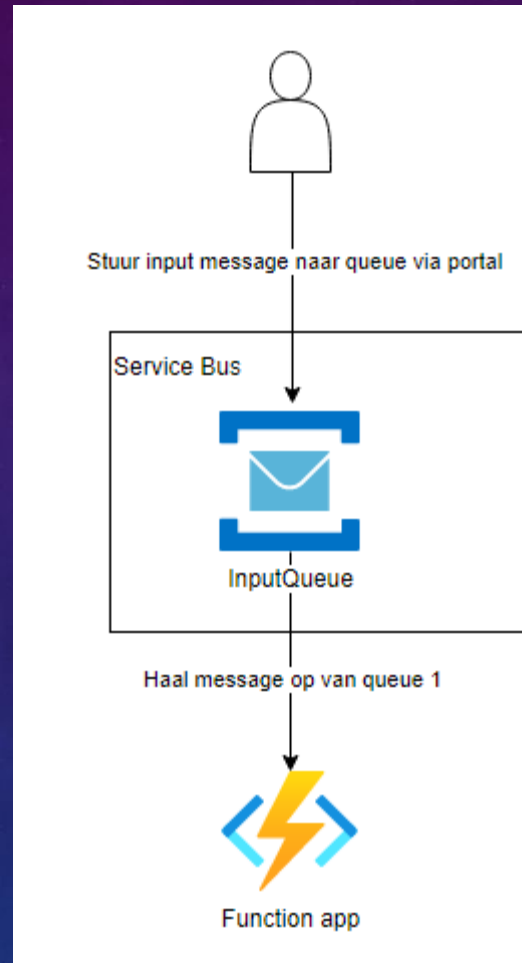 Stuur input message naar queue via portal
Service Bus
InputQueue
Haal message op van queue 1
Function app